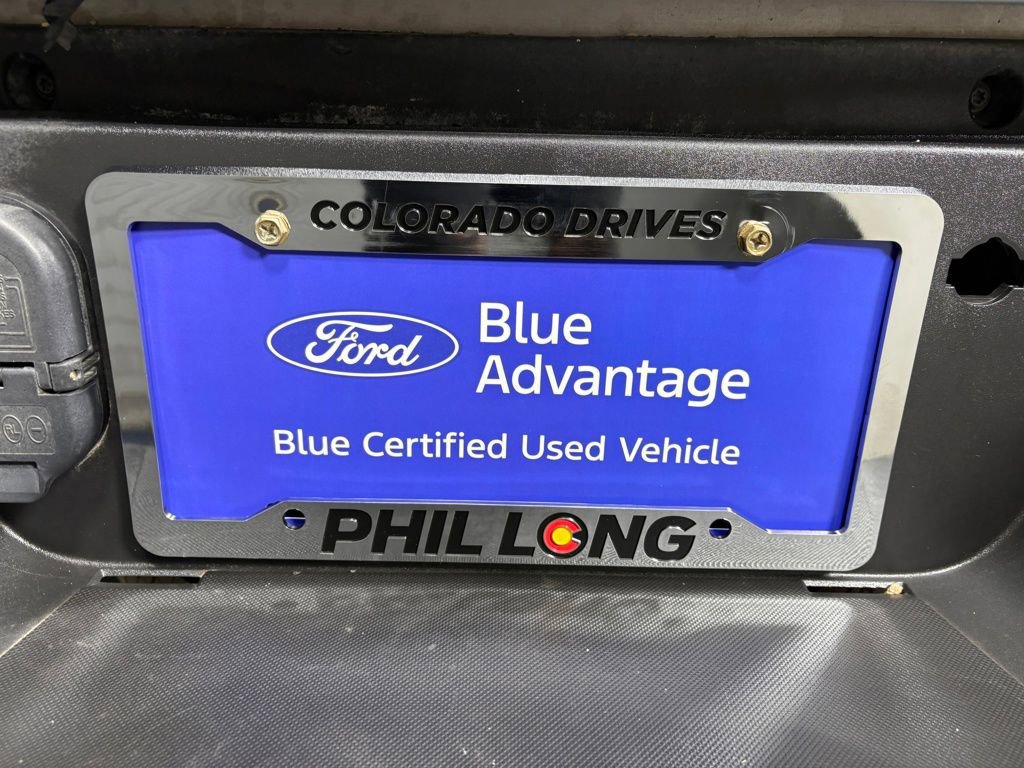 COLORADO DRIVES
Ford
Blue
Advantage
Blue Certified Used Vehicle
PHIL LONG